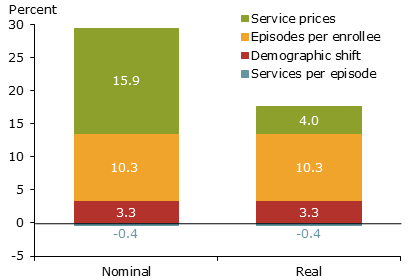 Percent
30
25
20
15
10
5
0
-5
Service prices
Episodes per enrollee
Demographic shift
Services per episode
15.9
4.0
10.3
10.3
3.3
3.3
-0.4
-0.4
Nominal
Real